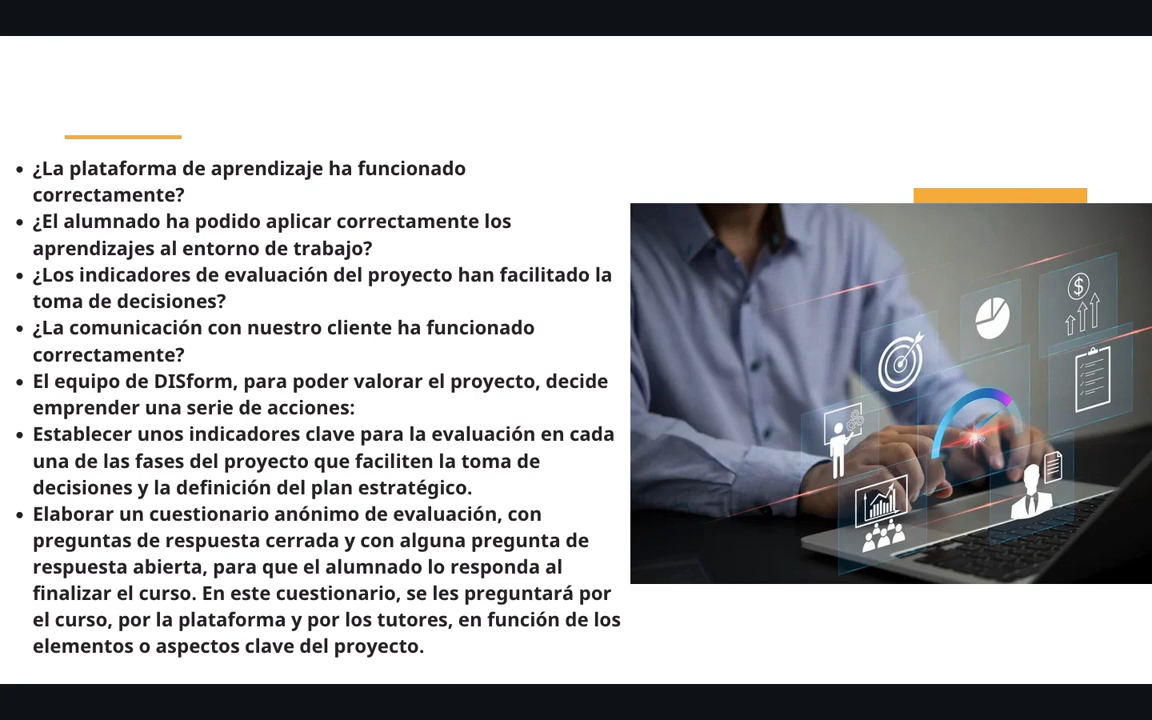 • ¿La plataforma de aprendizaje ha funcionado
correctamente?
• ¿El alumnado ha podido aplicar correctamente los
aprendizajes al entorno de trabajo?
• ¿Los indicadores de evaluación del proyecto han facilitado la
toma de decisiones?
• ¿La comunicación con nuestro cliente ha funcionado
correctamente?
• El equipo de DISform, para poder valorar el proyecto, decide
emprender una serie de acciones:
• Establecer unos indicadores clave para la evaluación en cada
una de las fases del proyecto que faciliten la toma de
decisiones y la definición del plan estratégico.
• Elaborar un cuestionario anónimo de evaluación, con
preguntas de respuesta cerrada y con alguna pregunta de
respuesta abierta, para que el alumnado lo responda al
finalizar el curso. En este cuestionario, se les preguntará por
el curso, por la plataforma y por los tutores, en función de los
elementos o aspectos clave del proyecto.
$